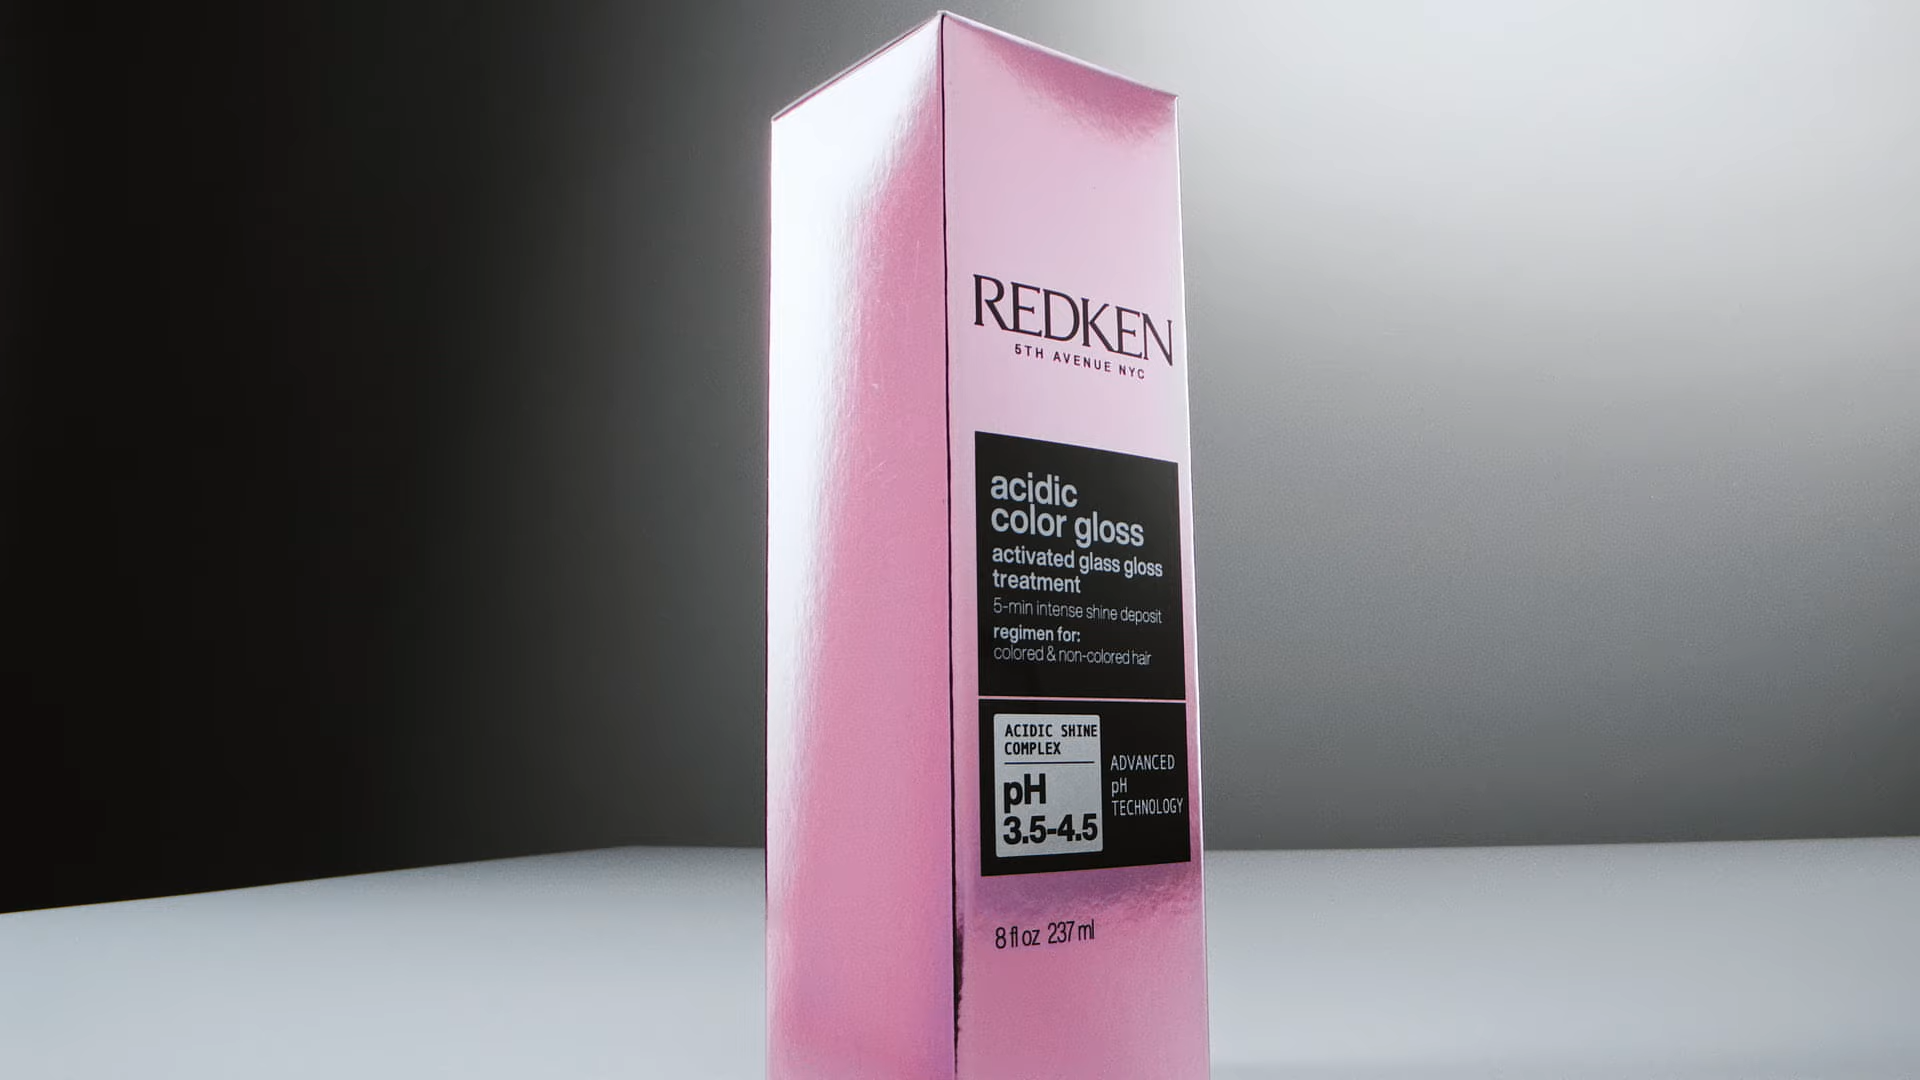 REDKEN
5TH AVENUE NYC
acidic
color gloss
activated glass gloss
treatment
5-min intense shine deposit
regimen for:
colored & non-colored hair
ACIDIC SHINE
COMPLEX
pH
3.5-4.5
ADVANCED
pH
TECHNOLOGY
8 fl oz 237 ml